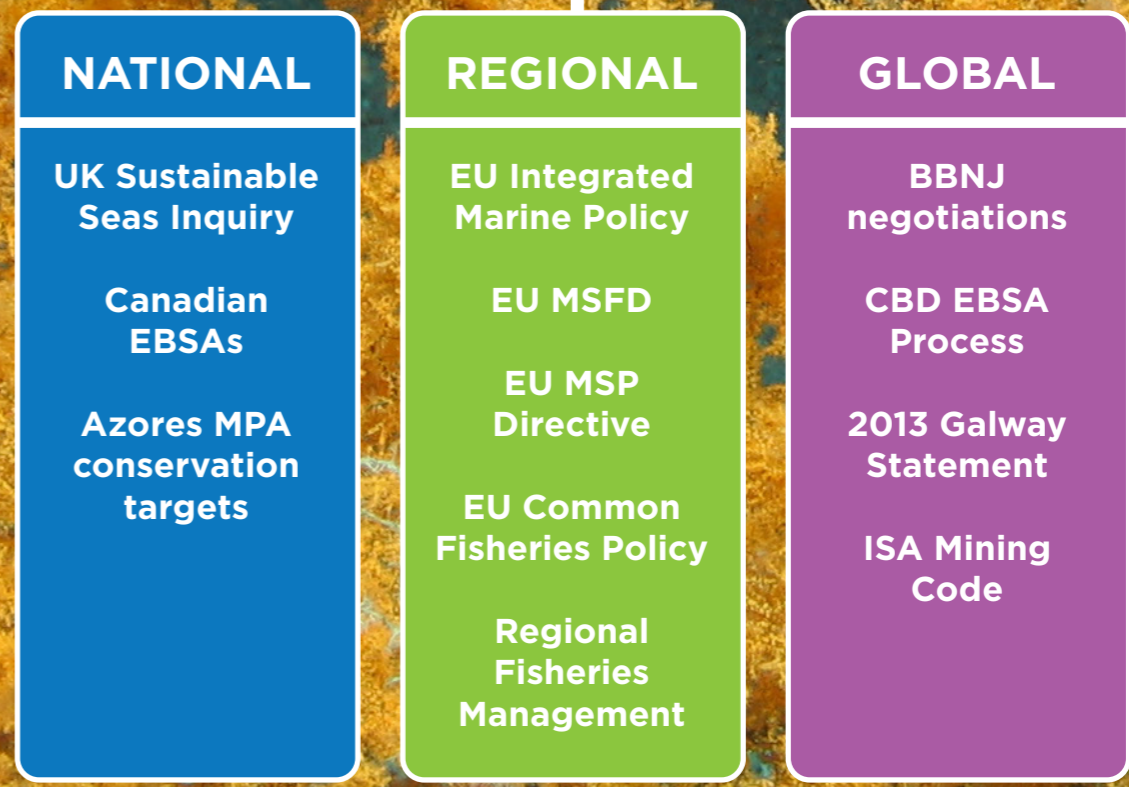 NATIONAL
UK Sustainable
Seas Inquiry
Canadian
EBSAs
Azores MPA
conservation
targets
REGIONAL
EU Integrated
Marine Policy
EU MSFD
EU MSP
Directive
EU Common
Fisheries Policy
Regional
Fisheries
Management
GLOBAL
BBNJ
negotiations
CBD EBSA
Process
2013 Galway
Statement
ISA Mining
Code